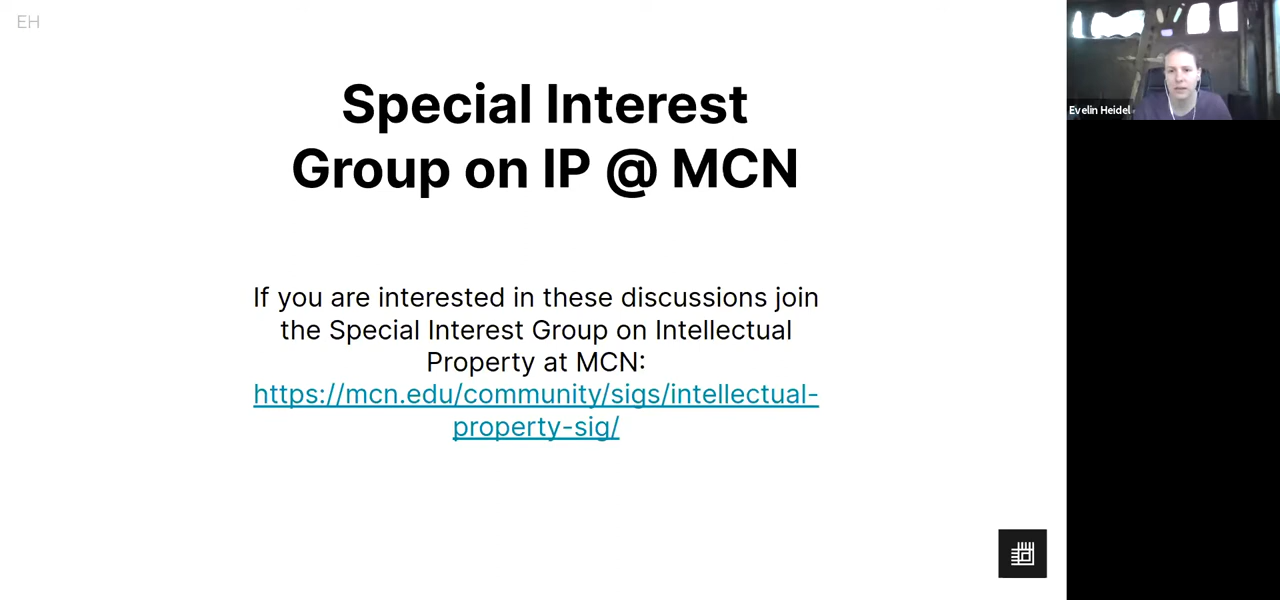 EH
Special Interest
Group on IP @ MCN
If you are interested in these discussions join
the Special Interest Group on Intellectual
Property at MCN:
https://mcn.edu/community/sigs/intellectual-
property-sig/
Evelin Heidel